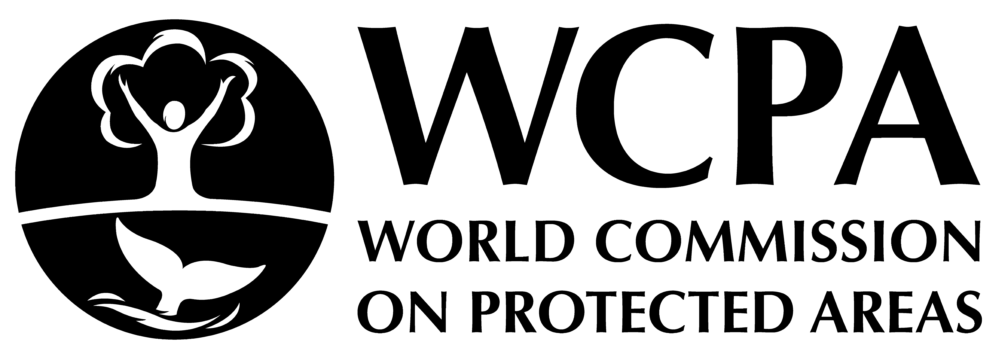 WCPA
WORLD COMMISSION
ON PROTECTED AREAS